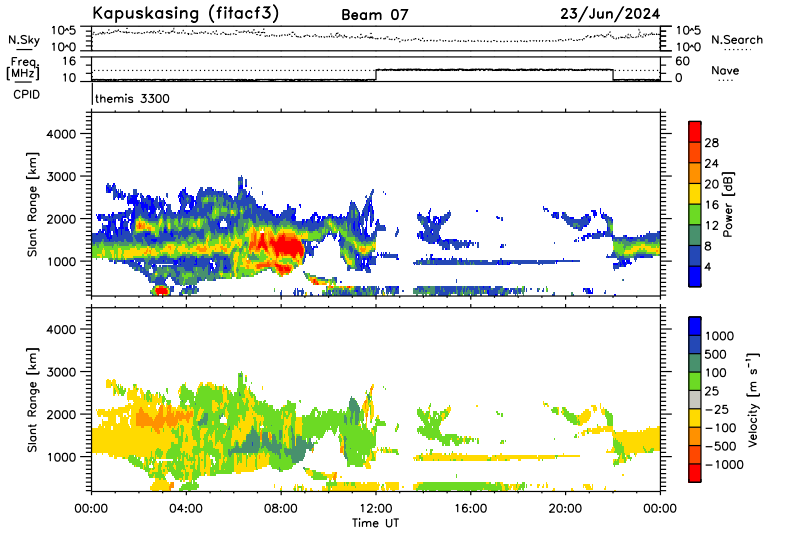 Kapuskasing (fitacf3) Beam 07 23/Jun/2024
N.Sky 10^5 10^0 10^5 10^0 N.Search
Freq. [MHz] 16 10 60 0 Nave
CPID themis 3300
Slant Range [km] 4000 3000 2000 1000
28 24 20 16 12 8 4 Power [dB]
Slant Range [km] 4000 3000 2000 1000
1000 500 100 25 −25 −100 −500 −1000 Velocity [m s⁻¹]
00:00 04:00 08:00 12:00 16:00 20:00 00:00
Time UT